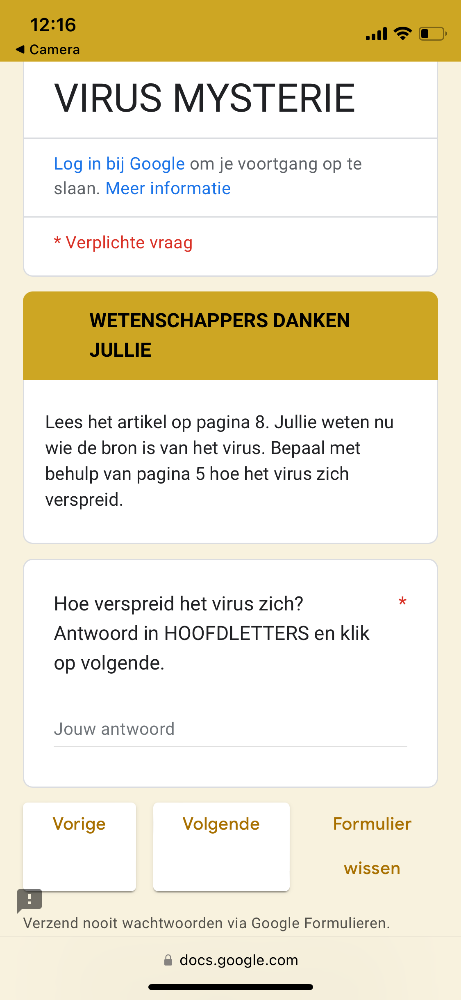 12:16
Camera
VIRUS MYSTERIE
Log in bij Google om je voortgang op te
slaan. Meer informatie
* Verplichte vraag
WETENSCHAPPERS DANKEN
JULLIE
Lees het artikel op pagina 8. Jullie weten nu
wie de bron is van het virus. Bepaal met
behulp van pagina 5 hoe het virus zich
verspreid.
Hoe verspreid het virus zich? *
Antwoord in HOOFDLETTERS en klik
op volgende.
Jouw antwoord
Vorige
Volgende
Formulier
wissen
Verzend nooit wachtwoorden via Google Formulieren.
docs.google.com